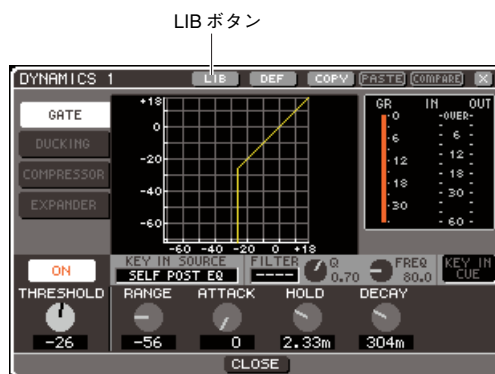 LIB ボタン
DYNAMICS 1 LIB DEF COPY PASTE COMPARE X
GATE
DUCKING
COMPRESSOR
EXPANDER
+18
0
-20
-40
-60
-60 -40 -20 0 +18
GR IN OUT
0 -OVER-
6 6
12 12
18 18
30 30
60
ON
KEY IN SOURCE
SELF POST EQ
FILTER
----
Q
0.70
FREQ
80.0
KEY IN
CUE
THRESHOLD RANGE ATTACK HOLD DECAY
-26 -56 0 2.33m 304m
CLOSE